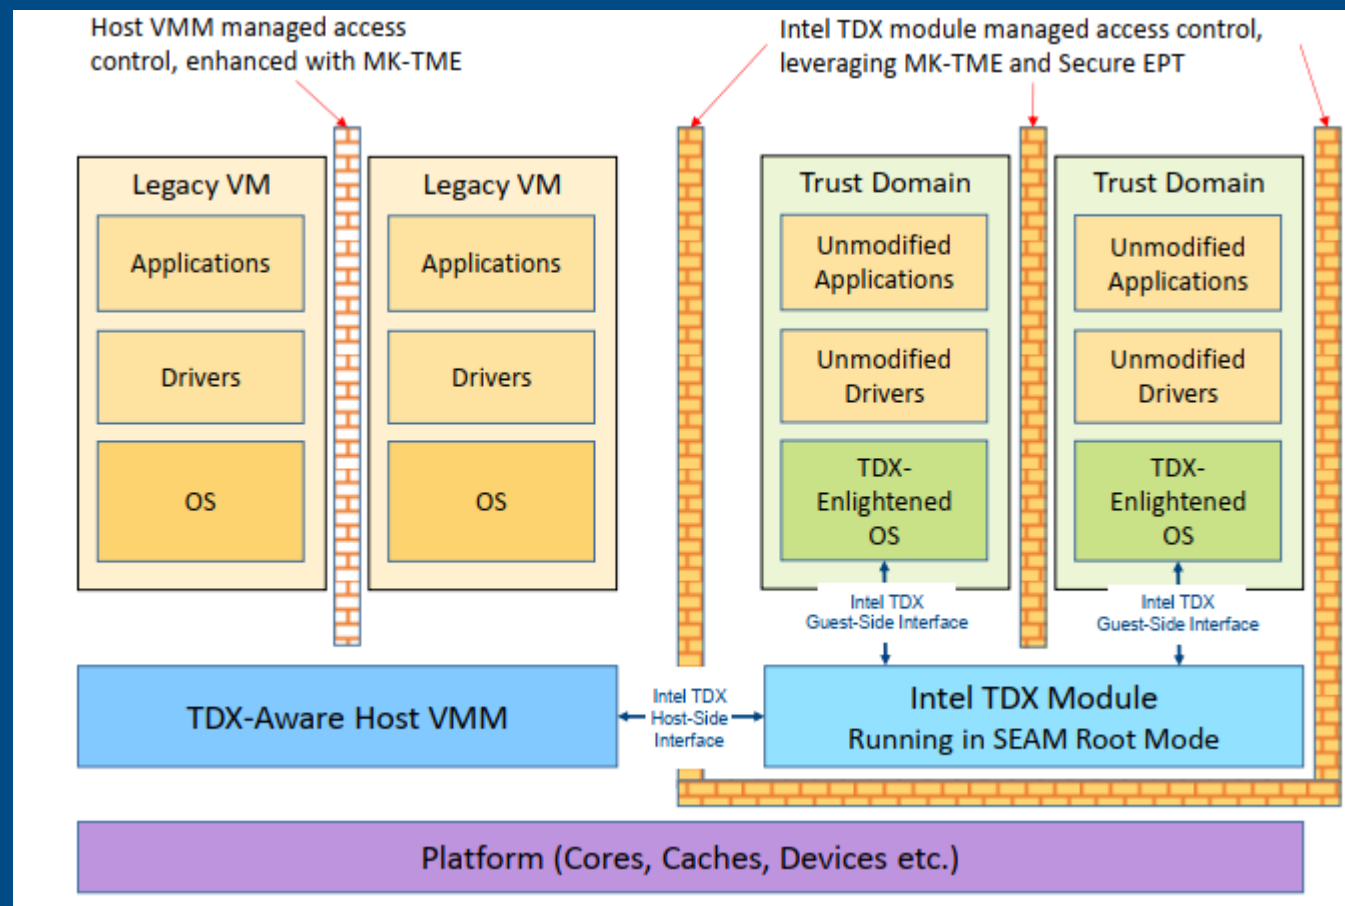 Host VMM managed access
control, enhanced with MK-TME
Intel TDX module managed access control,
leveraging MK-TME and Secure EPT
Legacy VM
Applications
Drivers
OS
Legacy VM
Applications
Drivers
OS
Trust Domain
Unmodified
Applications
Unmodified
Drivers
TDX-
Enlightened
OS
Trust Domain
Unmodified
Applications
Unmodified
Drivers
TDX-
Enlightened
OS
Intel TDX
Guest-Side Interface
Intel TDX
Guest-Side Interface
TDX-Aware Host VMM
Intel TDX
Host-Side
Interface
Intel TDX Module
Running in SEAM Root Mode
Platform (Cores, Caches, Devices etc.)